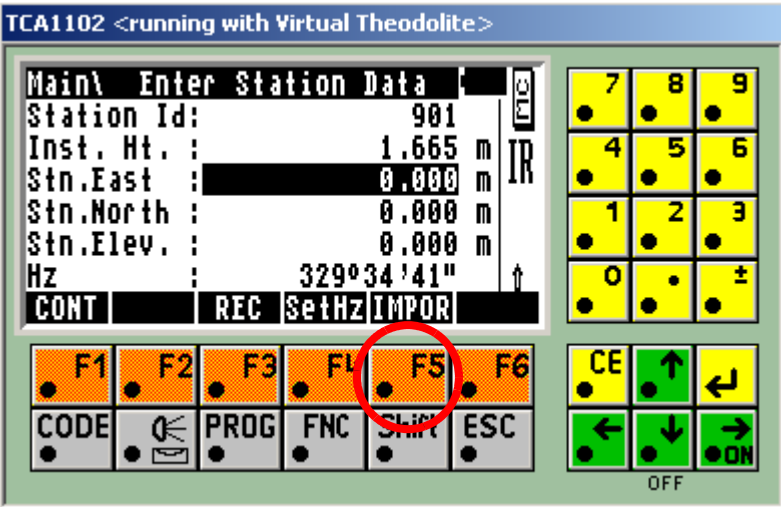 TCA1102 <running with Virtual Theodolite>
Main\ Enter Station Data MC
Station Id: 901
Inst. Ht. : 1.665 m IR
Stn.East : 0.000 m
Stn.North : 0.000 m
Stn.Elev. : 0.000 m
Hz : 329°34'41" ⇑
CONT REC SetHz IMPOR
7 8 9
4 5 6
1 2 3
0 . ±
F1 F2 F3 F4 F5 F6
CE ↑ ↵
CODE PROG FNC Shift ESC
← ↓ → ON
OFF